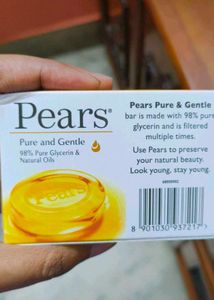 Pears®
Pure and Gentle
98% Pure Glycerin &
Natural Oils
Pears
Pears Pure & Gentle
bar is made with 98% pure
glycerin and is filtered
multiple times.
Use Pears to preserve
your natural beauty.
Look young, stay young.
8 901030 937217